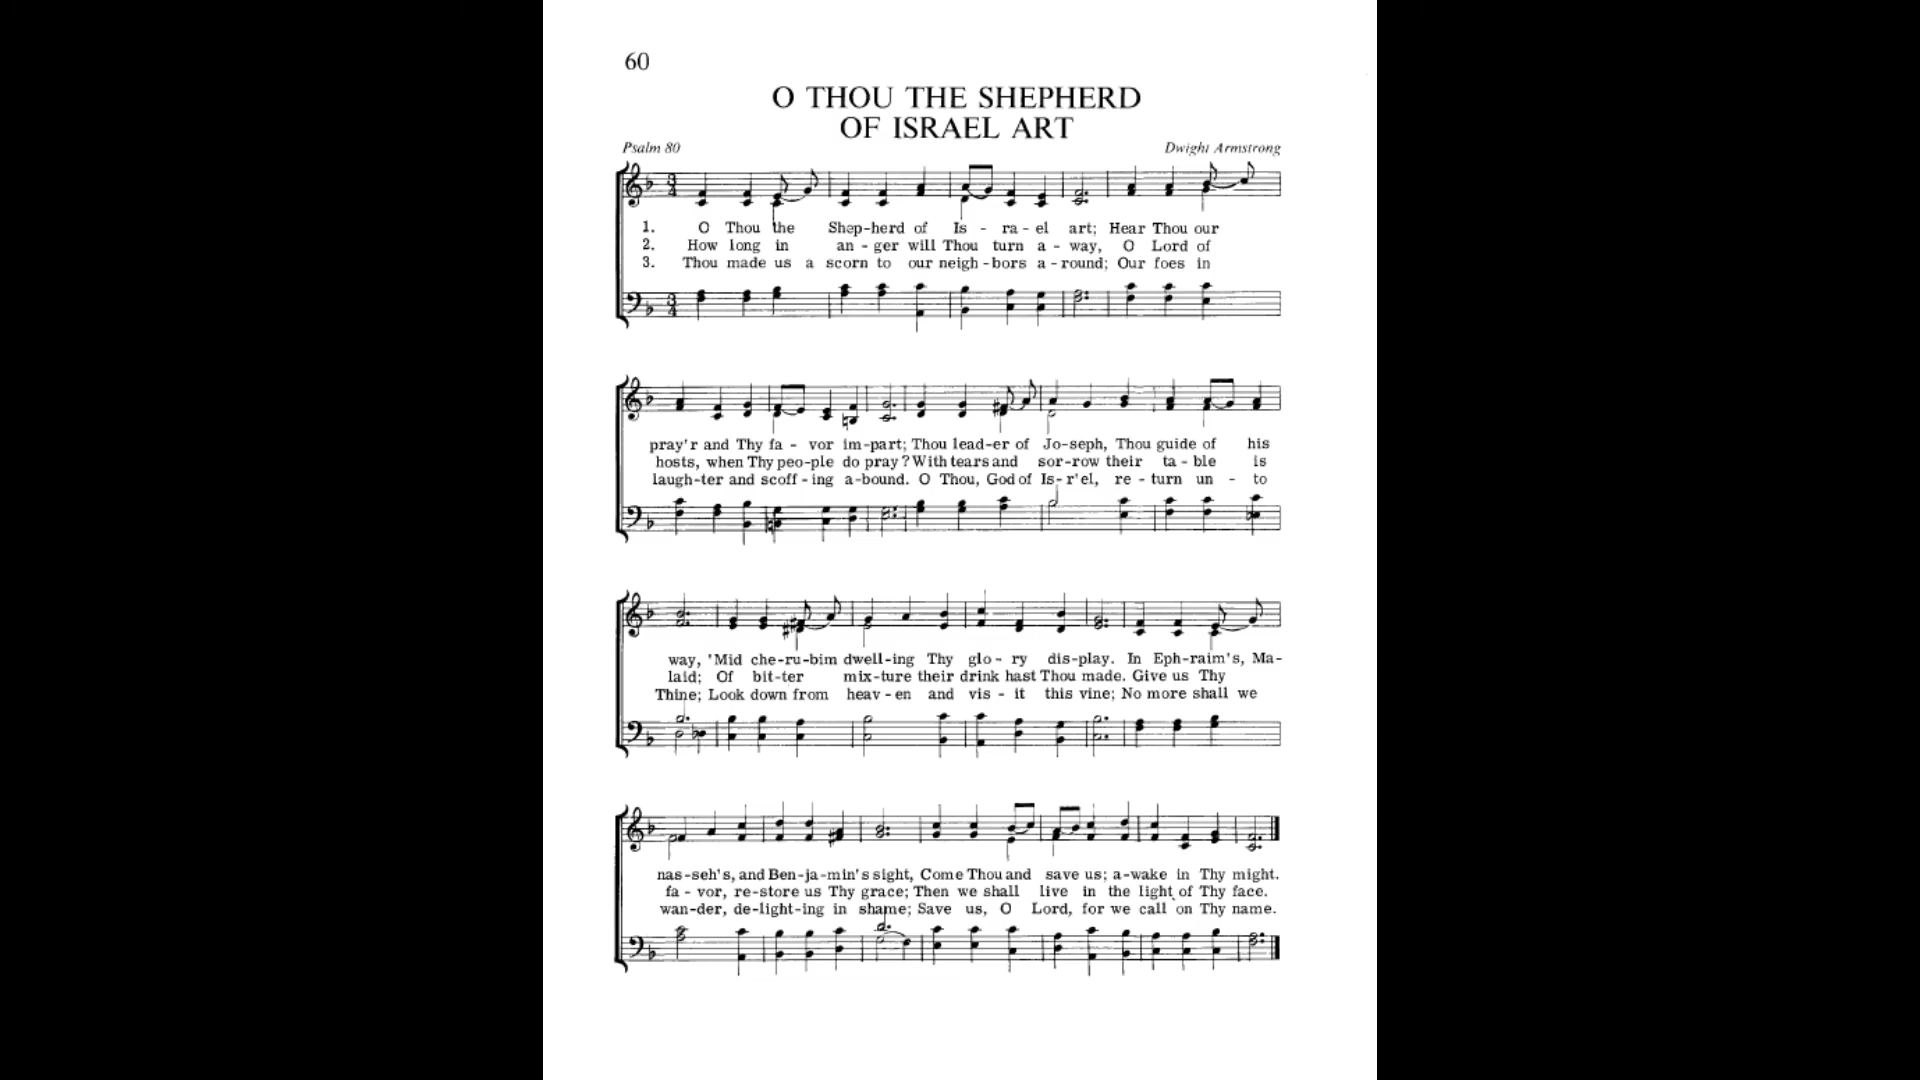 60
O THOU THE SHEPHERD
OF ISRAEL ART
Psalm 80 Dwight Armstrong
1. O Thou the Shep-herd of Is - ra - el art; Hear Thou our
2. How long in an - ger will Thou turn a - way, O Lord of
3. Thou made us a scorn to our neigh - bors a - round; Our foes in
pray'r and Thy fa - vor im-part; Thou lead-er of Jo-seph, Thou guide of his
hosts, when Thy peo-ple do pray? With tears and sor-row their ta - ble is
laugh-ter and scoff - ing a-bound. O Thou, God of Is-r'el, re - turn un - to
way, 'Mid che-ru-bim dwell-ing Thy glo - ry dis-play. In Eph-raim's, Ma-
laid; Of bit-ter mix-ture their drink hast Thou made. Give us Thy
Thine; Look down from heav - en and vis - it this vine; No more shall we
nas-seh's, and Ben-ja-min's sight, Come Thou and save us; a-wake in Thy might.
fa - vor, re-store us Thy grace; Then we shall live in the light of Thy face.
wan-der, de-light-ing in shame; Save us, O Lord, for we call on Thy name.